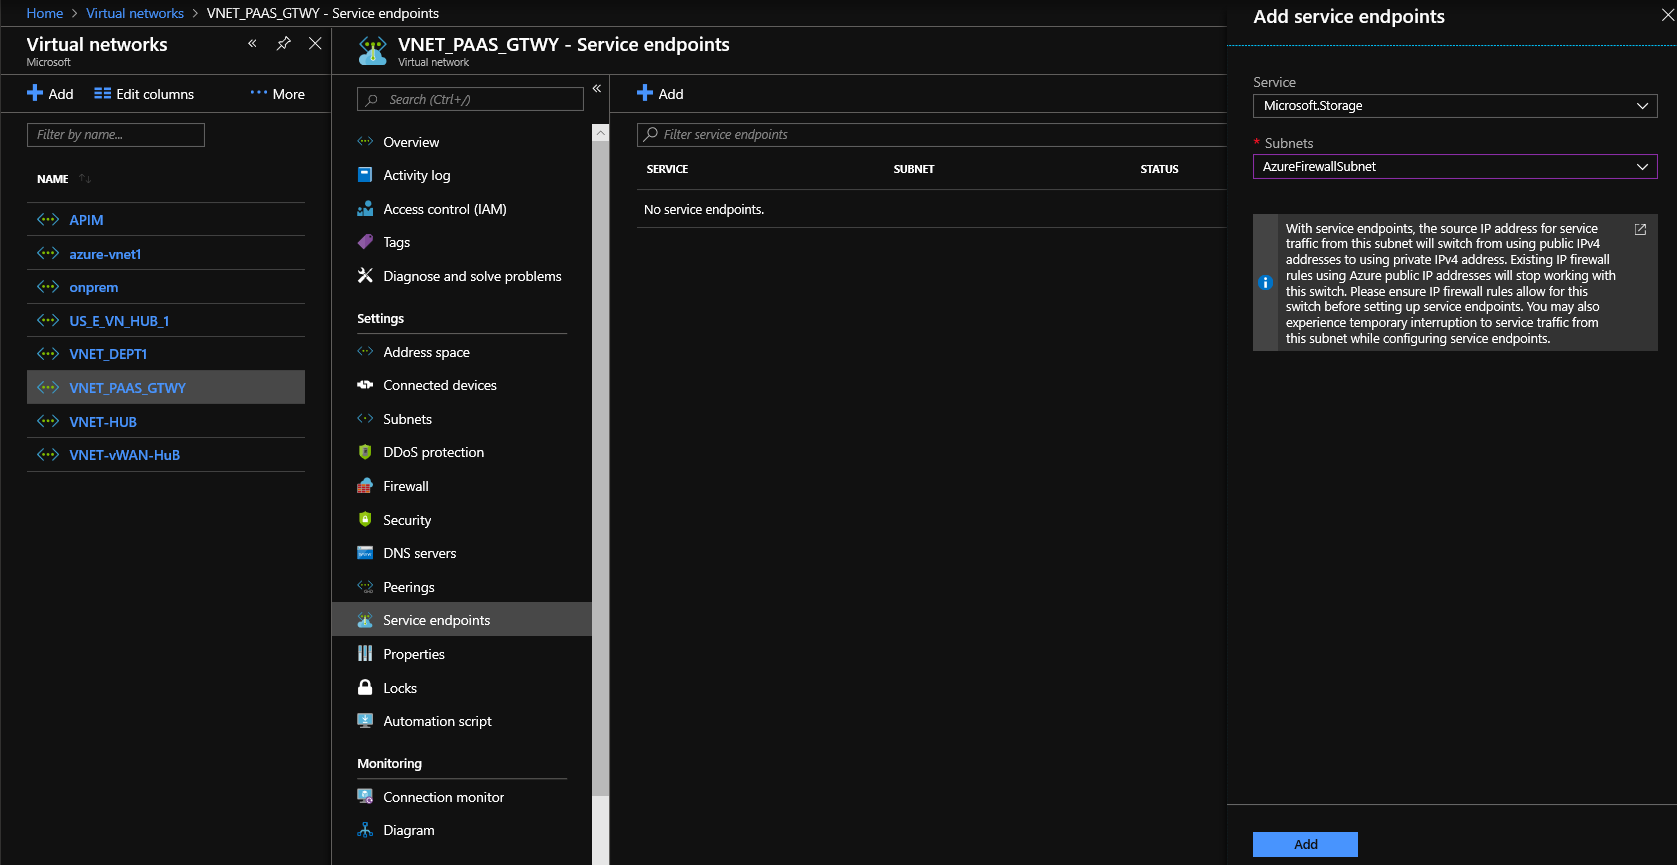 Home > Virtual networks > VNET_PAAS_GTWY - Service endpoints
Virtual networks
Microsoft
Add
Edit columns
More
Filter by name...
NAME
APIM
azure-vnet1
onprem
US_E_VN_HUB_1
VNET_DEPT1
VNET_PAAS_GTWY
VNET-HUB
VNET-vWAN-HuB
VNET_PAAS_GTWY - Service endpoints
Virtual network
Search (Ctrl+/)
Overview
Activity log
Access control (IAM)
Tags
Diagnose and solve problems
Settings
Address space
Connected devices
Subnets
DDoS protection
Firewall
Security
DNS servers
Peerings
Service endpoints
Properties
Locks
Automation script
Monitoring
Connection monitor
Diagram
Add
Filter service endpoints
SERVICE SUBNET STATUS
No service endpoints.
Add service endpoints
Service
Microsoft.Storage
* Subnets
AzureFirewallSubnet
With service endpoints, the source IP address for service
traffic from this subnet will switch from using public IPv4
addresses to using private IPv4 address. Existing IP firewall
rules using Azure public IP addresses will stop working with
this switch. Please ensure IP firewall rules allow for this
switch before setting up service endpoints. You may also
experience temporary interruption to service traffic from
this subnet while configuring service endpoints.
Add